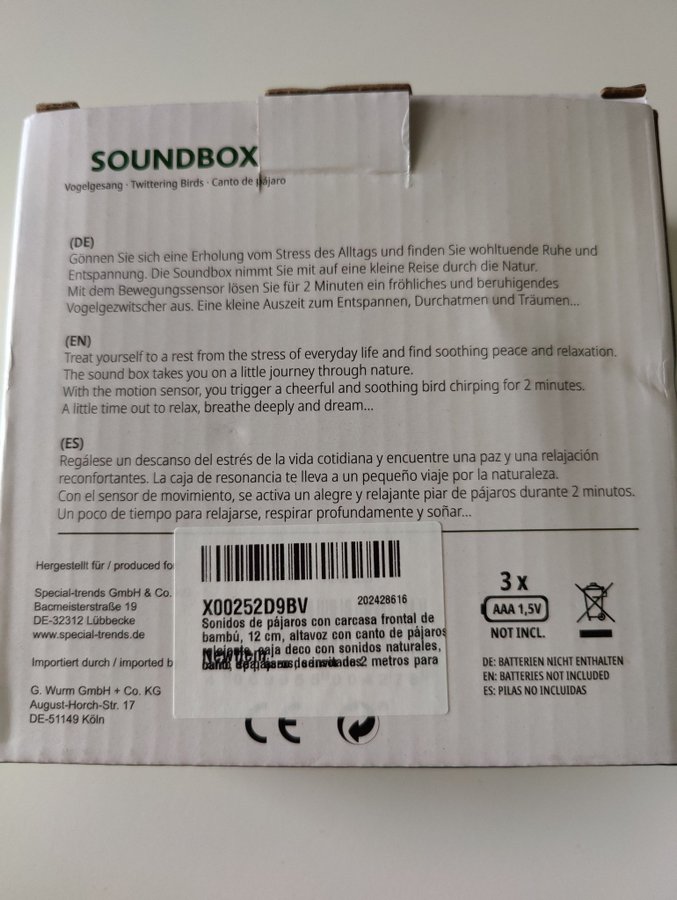 SOUNDBOX
Vogelgesang · Twittering Birds · Canto de pájaro
(DE)
Gönnen Sie sich eine Erholung vom Stress des Alltags und finden Sie wohltuende Ruhe und
Entspannung. Die Soundbox nimmt Sie mit auf eine kleine Reise durch die Natur.
Mit dem Bewegungssensor lösen Sie für 2 Minuten ein fröhliches und beruhigendes
Vogelgezwitscher aus. Eine kleine Auszeit zum Entspannen, Durchatmen und Träumen...
(EN)
Treat yourself to a rest from the stress of everyday life and find soothing peace and relaxation.
The sound box takes you on a little journey through nature.
With the motion sensor, you trigger a cheerful and soothing bird chirping for 2 minutes.
A little time out to relax, breathe deeply and dream...
(ES)
Regálese un descanso del estrés de la vida cotidiana y encuentre una paz y una relajación
reconfortantes. La caja de resonancia te lleva a un pequeño viaje por la naturaleza.
Con el sensor de movimiento, se activa un alegre y relajante piar de pájaros durante 2 minutos.
Un poco de tiempo para relajarse, respirar profundamente y soñar...
Hergestellt für / produced fo
Special-trends GmbH & Co.
Bacmeisterstraße 19
DE-32312 Lübbecke
www.special-trends.de
Importiert durch / imported b
G. Wurm GmbH + Co. KG
August-Horch-Str. 17
DE-51149 Köln
X00252D9BV
202428616
Sonidos de pájaros con carcasa frontal de
bambú, 12 cm, altavoz con canto de pájaros
relajante, caja deco con sonidos naturales,
2 metros para
New Item
CE
3 x
AAA 1,5V
NOT INCL.
DE: BATTERIEN NICHT ENTHALTEN
EN: BATTERIES NOT INCLUDED
ES: PILAS NO INCLUIDAS